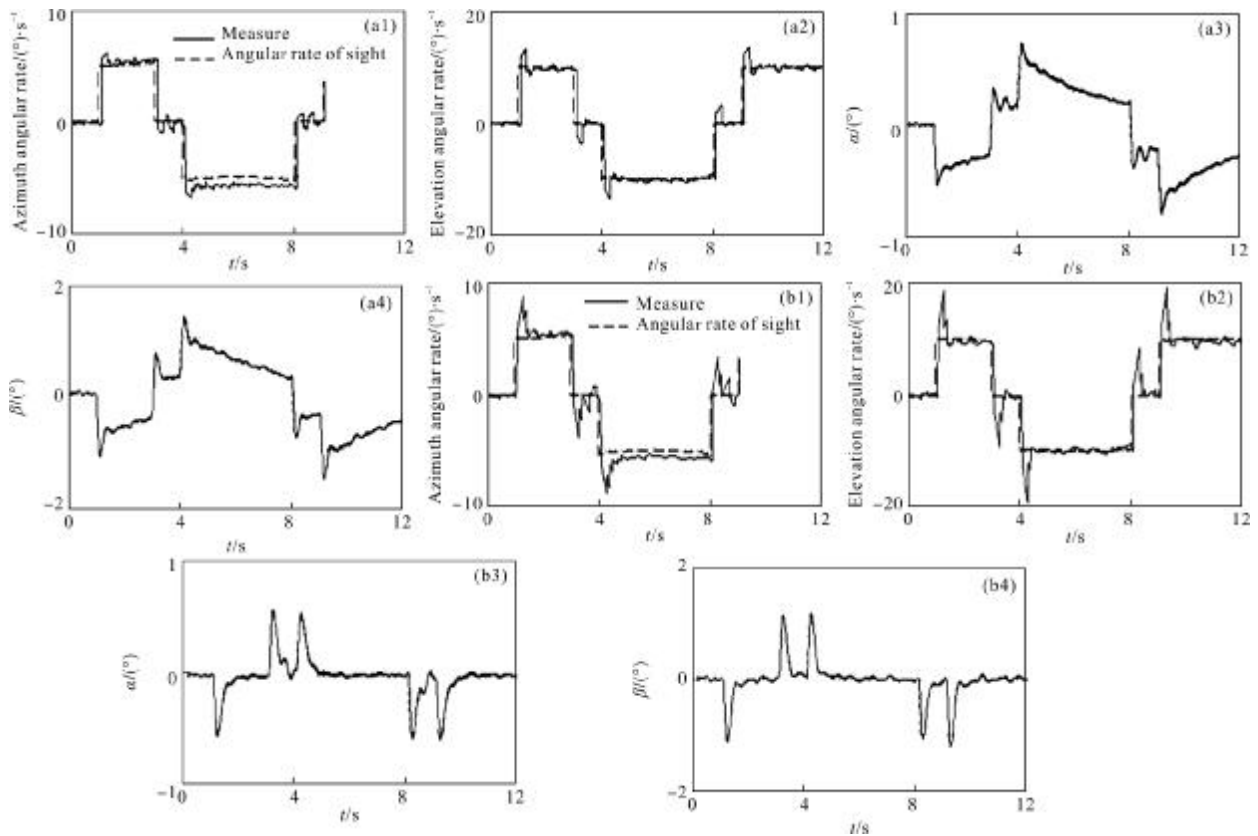 10
(a1)
Measure
Angular rate of sight
Azimuth angular rate/(°)·s⁻¹
0
−10
0
4
8
12
t/s
20
(a2)
Elevation angular rate/(°)·s⁻¹
0
−20
0
4
8
12
t/s
1
(a3)
α/(°)
0
−1
0
4
8
12
t/s
2
(a4)
β/(°)
0
−2
0
4
8
12
t/s
10
(b1)
Measure
Angular rate of sight
Azimuth angular rate/(°)·s⁻¹
0
−10
0
4
8
12
t/s
20
(b2)
Elevation angular rate/(°)·s⁻¹
0
−20
0
4
8
12
t/s
1
(b3)
α/(°)
0
−1
0
4
8
12
t/s
2
(b4)
β/(°)
0
−2
0
4
8
12
t/s